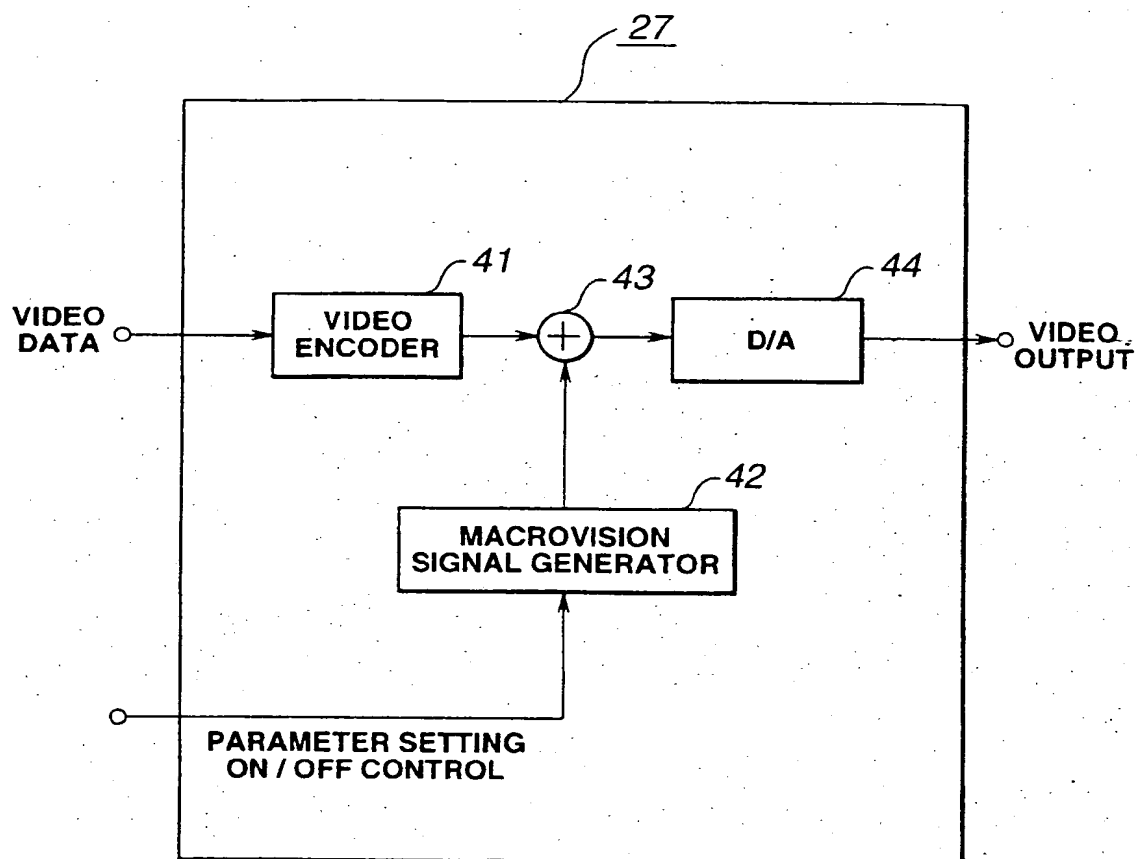 27
41
43
44
VIDEO
DATA
VIDEO
ENCODER
+
D/A
VIDEO
OUTPUT
42
MACROVISION
SIGNAL GENERATOR
PARAMETER SETTING
ON / OFF CONTROL